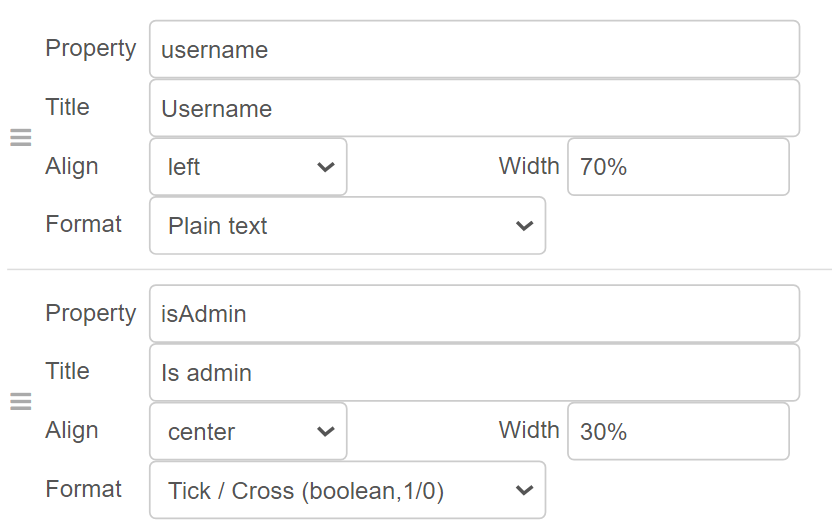 Property username
Title Username
Align left Width 70%
Format Plain text
Property isAdmin
Title Is admin
Align center Width 30%
Format Tick / Cross (boolean,1/0)